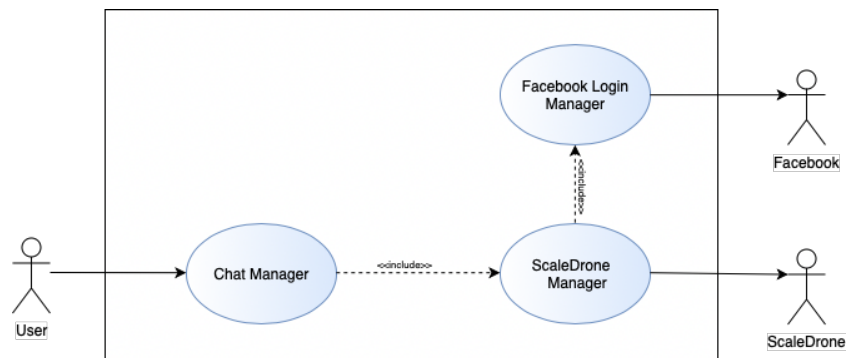 Facebook Login
Manager
Facebook
<<include>>
User
Chat Manager
<<include>>
ScaleDrone
Manager
ScaleDrone